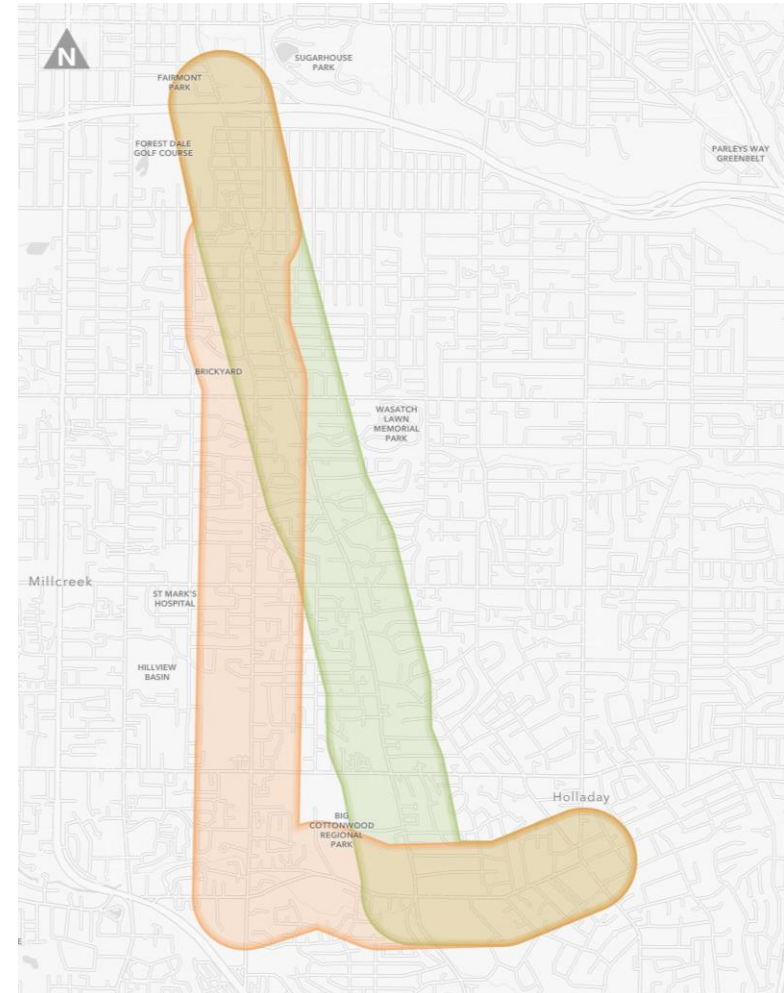 N
SUGARHOUSE
PARK
FAIRMONT
PARK
FOREST DALE
GOLF COURSE
PARLEYS WAY
GREENBELT
BRICKYARD
WASATCH
LAWN
MEMORIAL
PARK
Millcreek
ST MARK'S
HOSPITAL
HILLVIEW
BASIN
Holladay
BIG
COTTONWOOD
REGIONAL
PARK
E